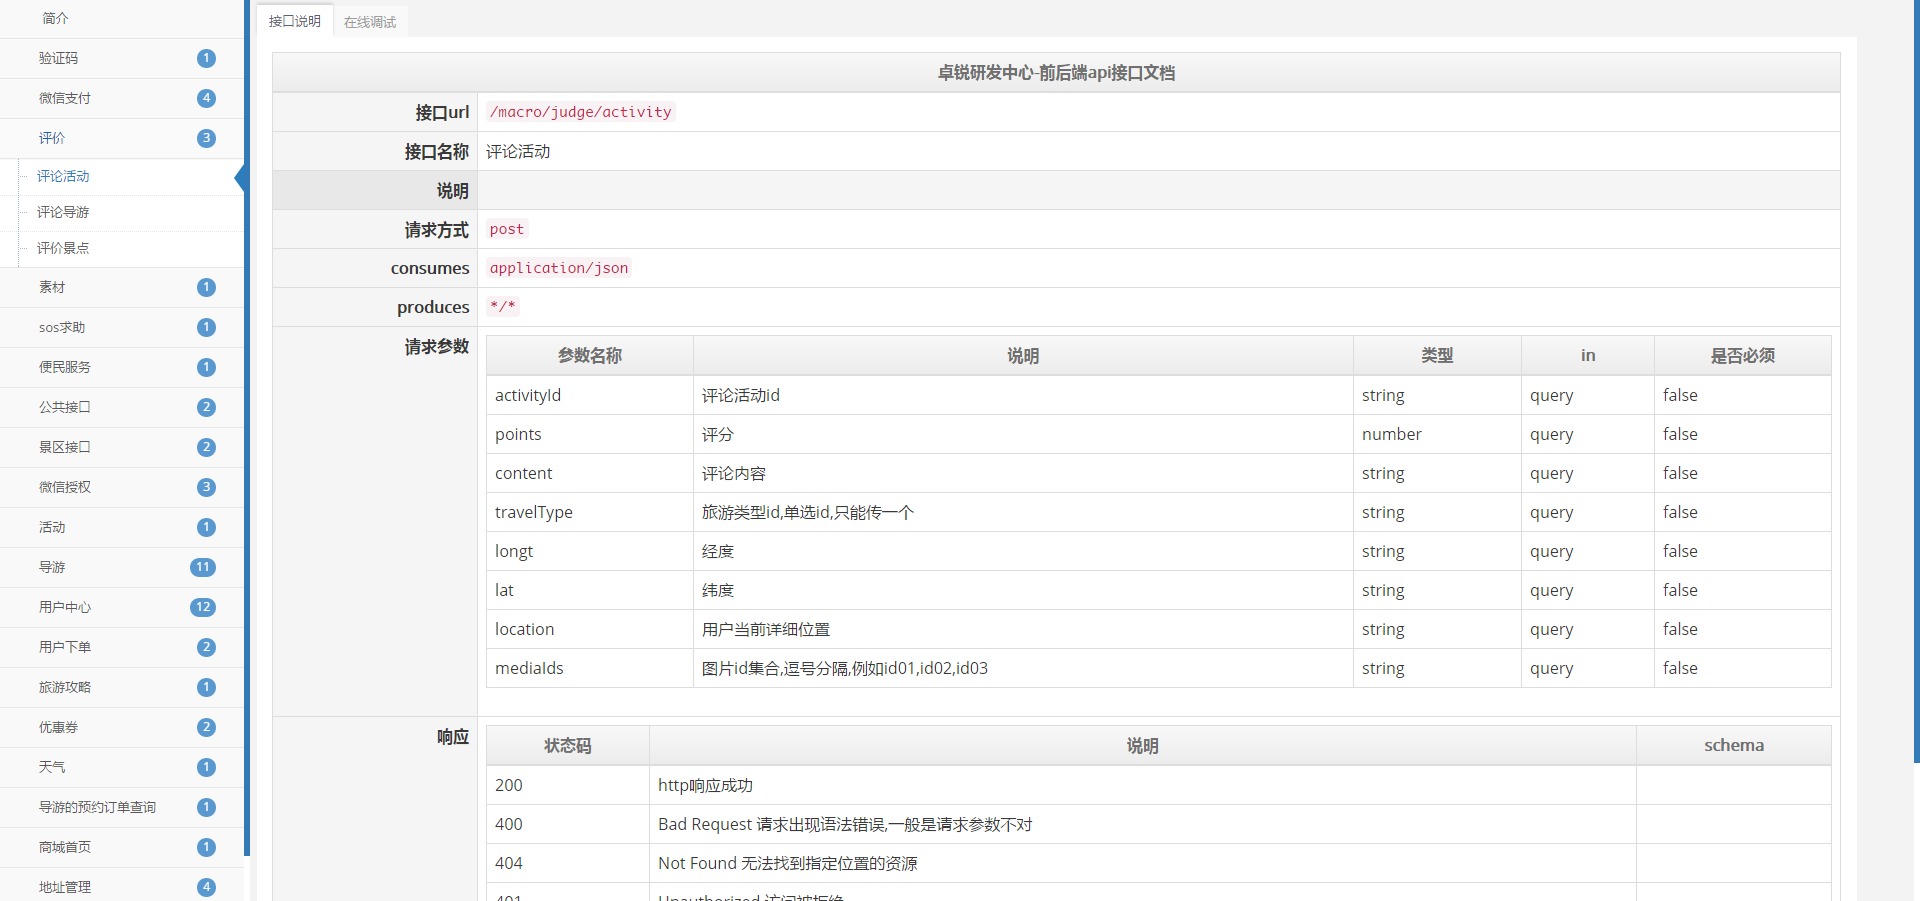 简介
验证码 1
微信支付 4
评价 3
评论活动
评论导游
评价景点
素材 1
sos求助 1
便民服务 1
公共接口 2
景区接口 2
微信授权 3
活动 1
导游 11
用户中心 12
用户下单 2
旅游攻略 1
优惠券 2
天气 1
导游的预约订单查询 1
商城首页 1
地址管理 4
接口说明 在线调试
卓锐研发中心-前后端api接口文档
接口url /macro/judge/activity
接口名称 评论活动
说明
请求方式 post
consumes application/json
produces */*
请求参数
参数名称 说明 类型 in 是否必须
activityId 评论活动id string query false
points 评分 number query false
content 评论内容 string query false
travelType 旅游类型id,单选id,只能传一个 string query false
longt 经度 string query false
lat 纬度 string query false
location 用户当前详细位置 string query false
mediaIds 图片id集合,逗号分隔,例如id01,id02,id03 string query false
响应
状态码 说明 schema
200 http响应成功
400 Bad Request 请求出现语法错误,一般是请求参数不对
404 Not Found 无法找到指定位置的资源
401 Unauthorized 访问被拒绝